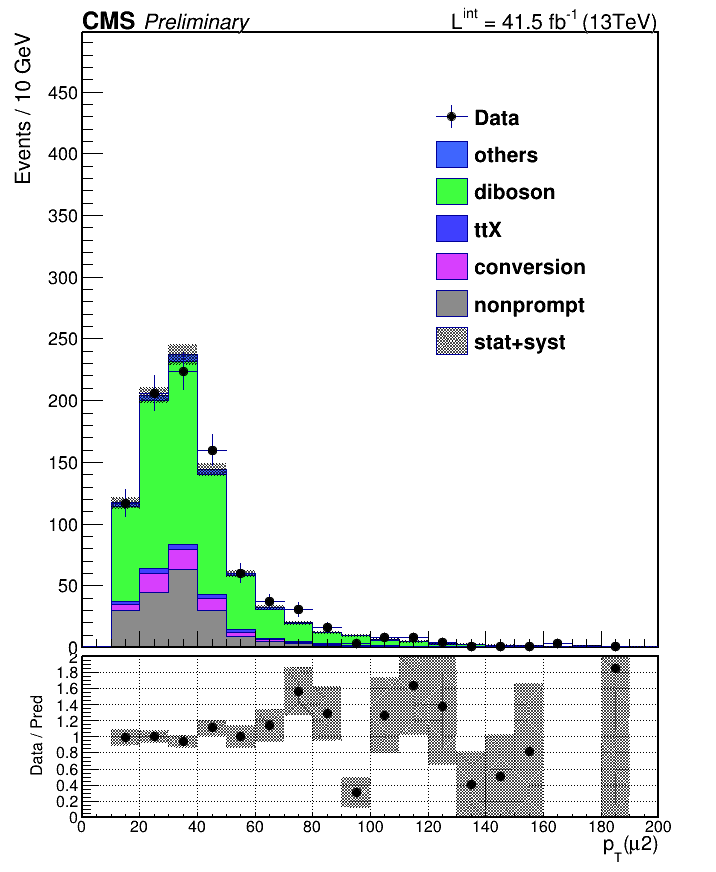 CMS Preliminary L^int = 41.5 fb^-1 (13TeV)
Events / 10 GeV
450
400
350
300
250
200
150
100
50
0
Data
others
diboson
ttX
conversion
nonprompt
stat+syst
Data / Pred
2
1.8
1.6
1.4
1.2
1
0.8
0.6
0.4
0.2
0
0 20 40 60 80 100 120 140 160 180 200
p_T(μ2)